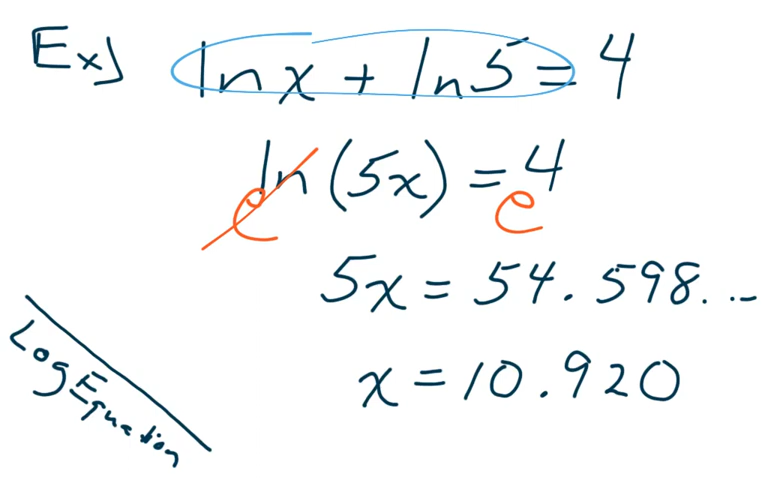 Ex) ln x + ln 5 = 4
ln (5x) = 4
e e
5x = 54.598...
x = 10.920
Log Equation